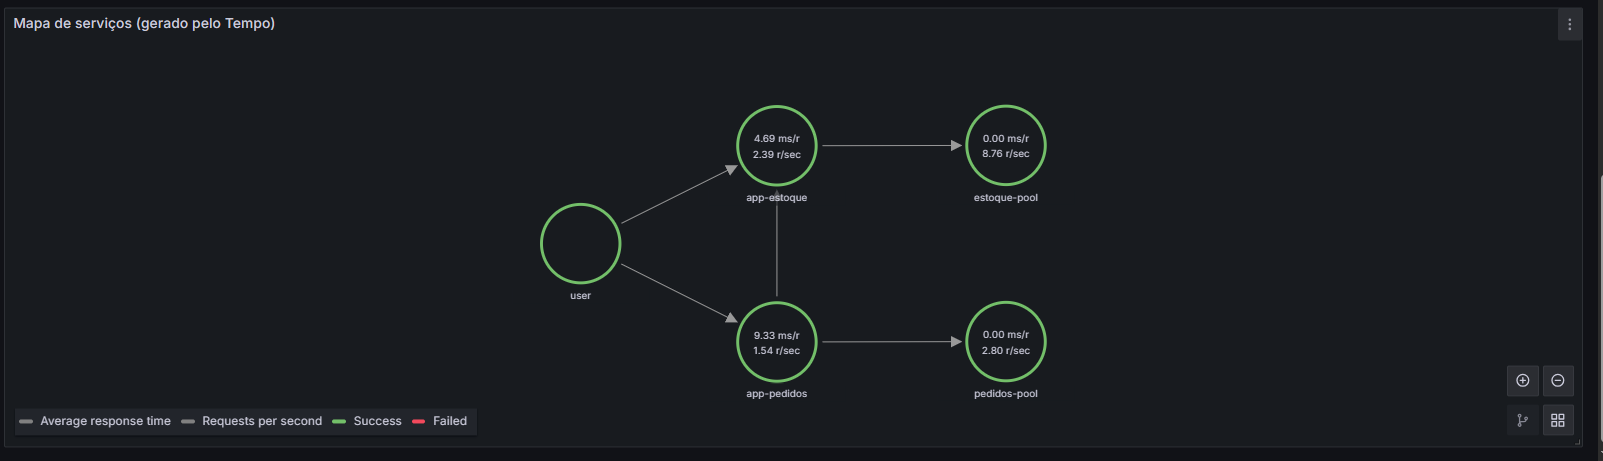 Mapa de serviços (gerado pelo Tempo)
4.69 ms/r
2.39 r/sec
app-estoque
0.00 ms/r
8.76 r/sec
estoque-pool
user
9.33 ms/r
1.54 r/sec
app-pedidos
0.00 ms/r
2.80 r/sec
pedidos-pool
Average response time Requests per second Success Failed